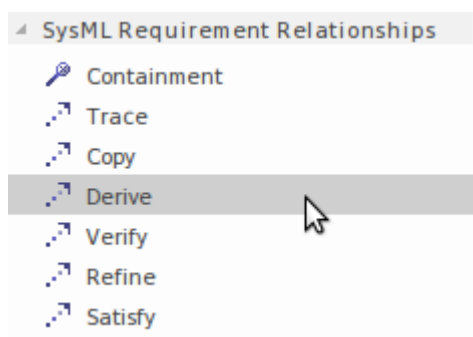 SysML Requirement Relationships
Containment
Trace
Copy
Derive
Verify
Refine
Satisfy